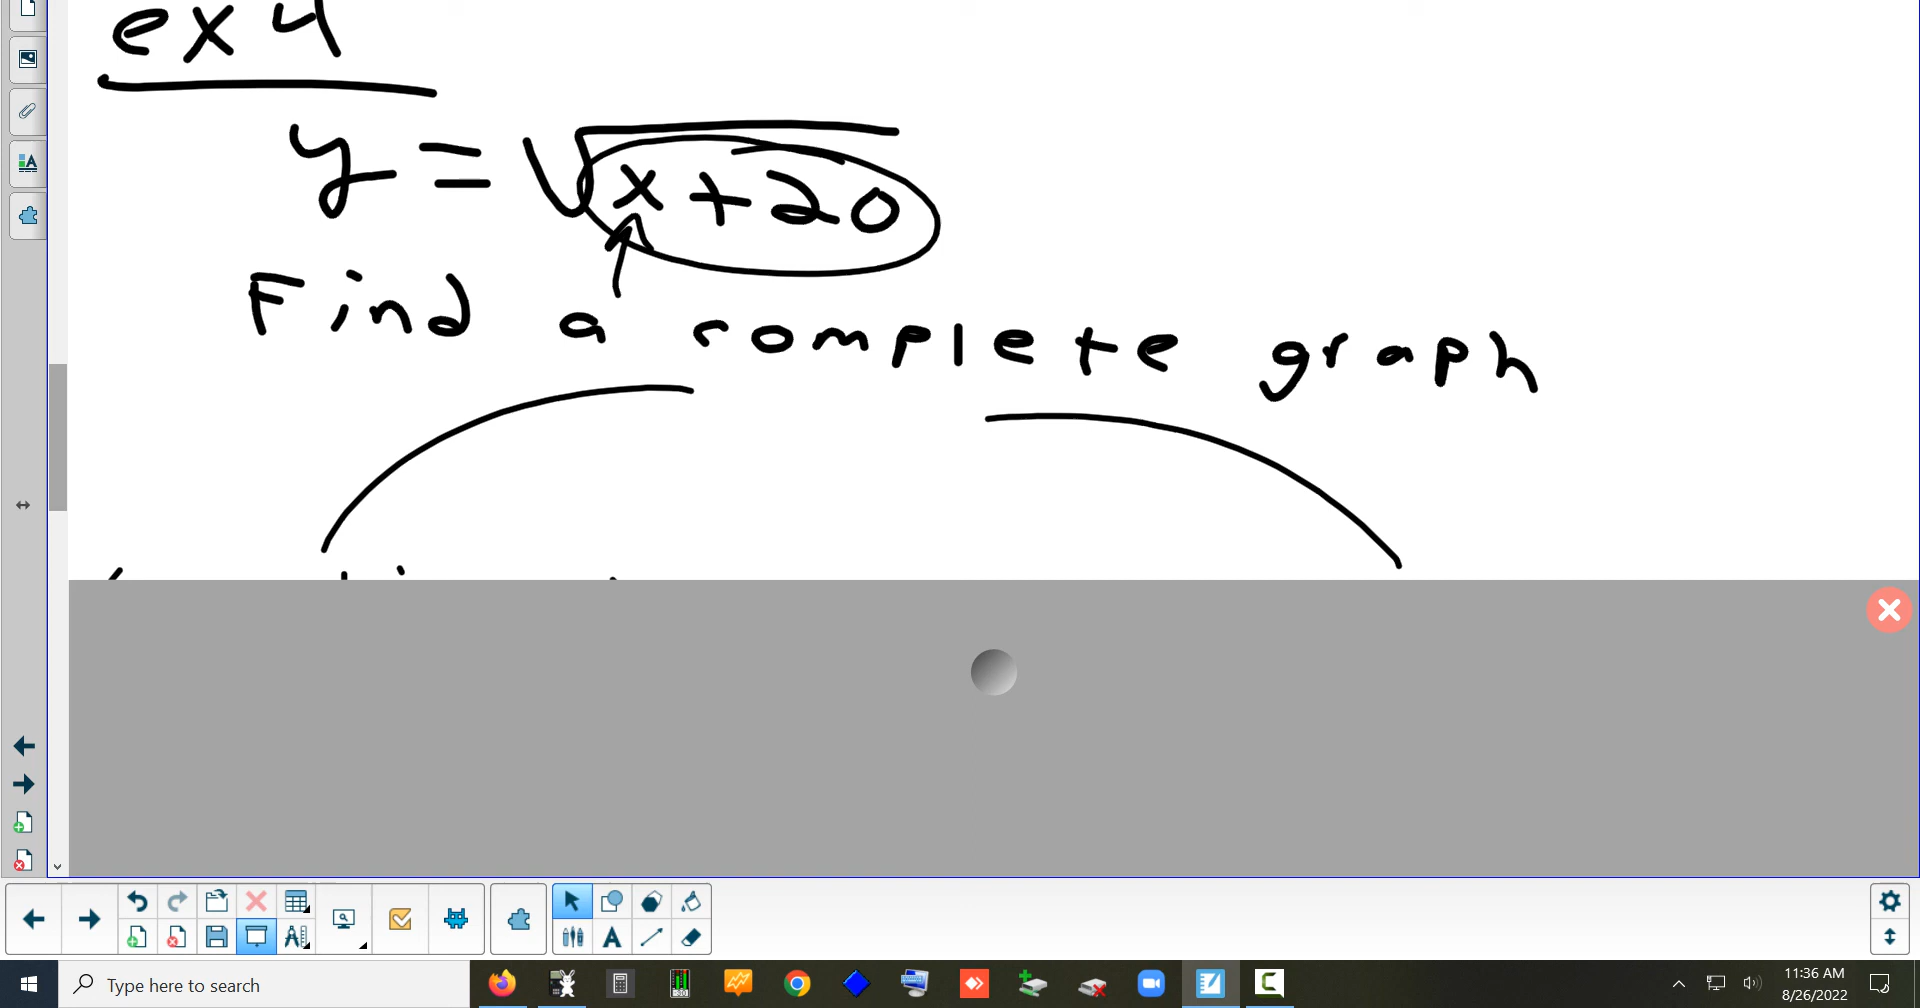 ex 4
y = √x+20
Find a complete graph
Type here to search
11:36 AM
8/26/2022